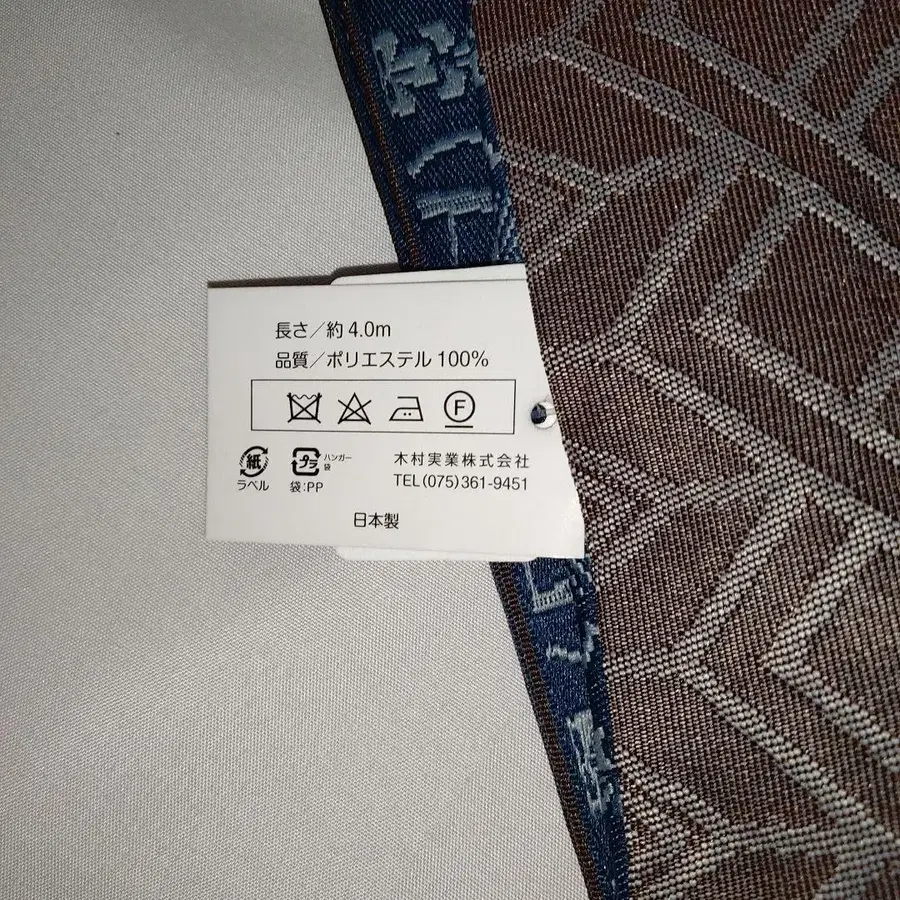 長さ/約 4.0m
品質/ポリエステル 100%
F
紙
ラベル
プラ
ハンガー
袋
袋:PP
木村実業株式会社
TEL(075)361-9451
日本製